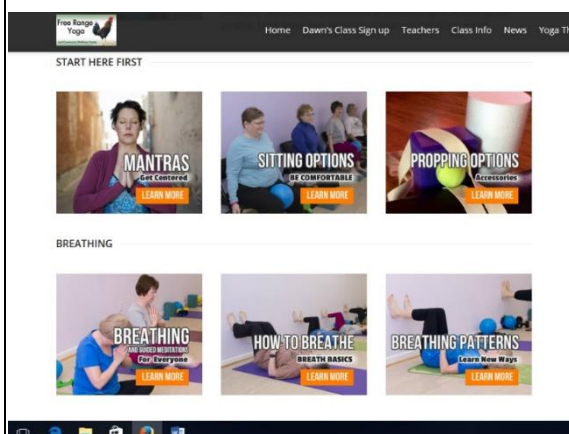 Free Range
Yoga
Home Dawn's Class Sign up Teachers Class Info News Yoga Th
START HERE FIRST
MANTRAS
Get Centered
LEARN MORE
SITTING OPTIONS
BE COMFORTABLE
LEARN MORE
PROPPING OPTIONS
Accessories
LEARN MORE
BREATHING
BREATHING
AND GUIDED MEDITATIONS
For Everyone
LEARN MORE
HOW TO BREATHE
BREATH BASICS
LEARN MORE
BREATHING PATTERNS
Learn New Ways
LEARN MORE